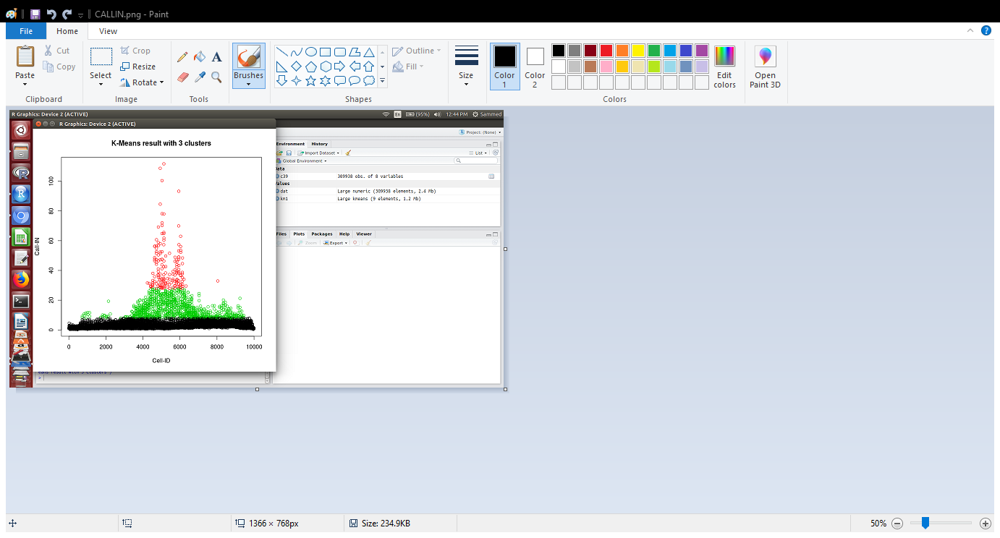 CALLIN.png - Paint
File Home View
Paste
Cut
Copy
Clipboard
Select
Crop
Resize
Rotate
Image
A
Tools
Brushes
Outline
Fill
Shapes
Size
Color 1
Color 2
Edit colors
Colors
Open Paint 3D
R Graphics: Device 2 (ACTIVE) En (95%) 12:44 PM Sammed
R Graphics: Device 2 (ACTIVE)
Project: (None)
K-Means result with 3 clusters
Call-IN
0 20 40 60 80 100
0 2000 4000 6000 8000 10000
Cell-ID
Environment History
Import Dataset List
Global Environment
Data
c39 309938 obs. of 8 variables
Values
dat Large numeric (309938 elements, 2.4 Mb)
km1 Large kmeans (9 elements, 1.2 Mb)
Files Plots Packages Help Viewer
Zoom Export
eans result with 3 clusters")
>
1366 × 768px Size: 234.9KB 50%